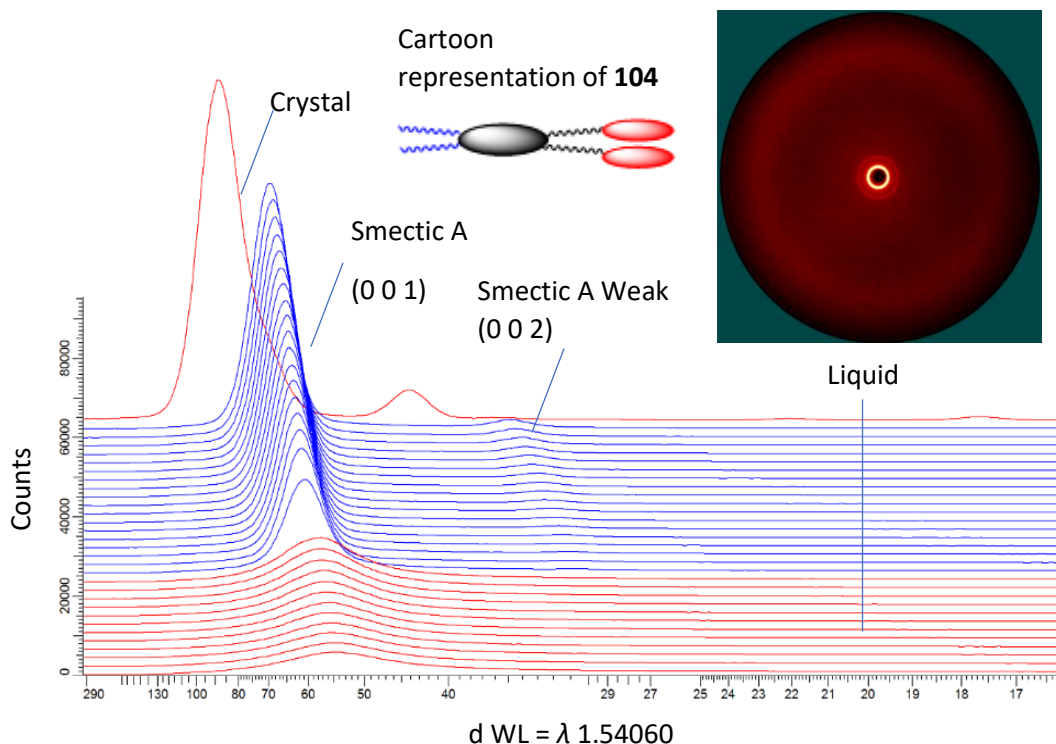 Cartoon
representation of 104
Crystal
Smectic A
(0 0 1)
Smectic A Weak
(0 0 2)
Liquid
Counts
80000
60000
40000
20000
0
290 130 100 80 70 60 50 40 29 27 25 24 23 22 21 20 19 18 17
d WL = λ 1.54060